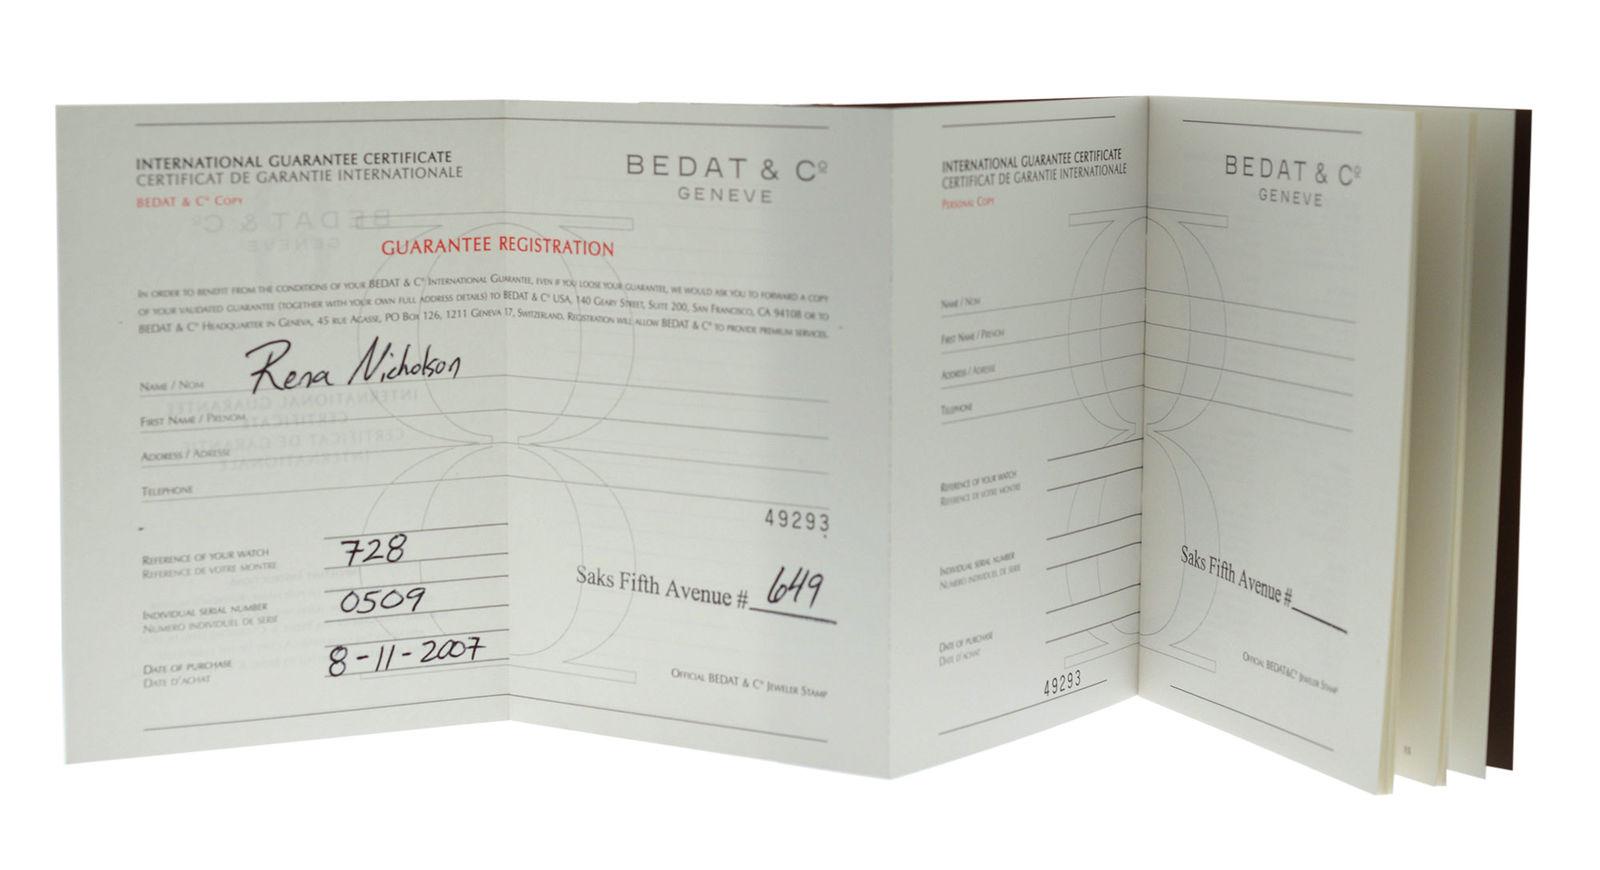 INTERNATIONAL GUARANTEE CERTIFICATE
CERTIFICAT DE GARANTIE INTERNATIONALE
BEDAT & Cº COPY
BEDAT & Cº
GENEVE
GUARANTEE REGISTRATION
IN ORDER TO BENEFIT FROM THE CONDITIONS OF YOUR BEDAT & Cº INTERNATIONAL GUARANTEE, EVEN IF YOU LOOSE YOUR GUARANTEE, WE WOULD ASK YOU TO FORWARD A COPY
OF YOUR VALIDATED GUARANTEE (TOGETHER WITH YOUR OWN FULL ADDRESS DETAILS) TO BEDAT & Cº USA, 140 GEARY STREET, SUITE 200, SAN FRANCISCO, CA 94108 OR TO
BEDAT & Cº HEADQUARTER IN GENEVA, 45 RUE AGASSE, PO BOX 126, 1211 GENEVA 17, SWITZERLAND. REGISTRATION WILL ALLOW BEDAT & Cº TO PROVIDE PREMIUM SERVICES.
NAME / NOM Rena Nicholson
FIRST NAME / PRENOM
ADDRESS / ADRESSE
TELEPHONE
49293
REFERENCE OF YOUR WATCH 728
REFERENCE DE VOTRE MONTRE
INDIVIDUAL SERIAL NUMBER 0509
NUMERO INDIVIDUEL DE SERIE
DATE OF PURCHASE 8-11-2007
DATE D'ACHAT
Saks Fifth Avenue # 649
OFFICIAL BEDAT & Cº JEWELER STAMP
INTERNATIONAL GUARANTEE CERTIFICATE
CERTIFICAT DE GARANTIE INTERNATIONALE
PERSONAL COPY
BEDAT & Cº
GENEVE
NAME / NOM
FIRST NAME / PRENOM
ADDRESS / ADRESSE
TELEPHONE
REFERENCE OF YOUR WATCH
REFERENCE DE VOTRE MONTRE
INDIVIDUAL SERIAL NUMBER
NUMERO INDIVIDUEL DE SERIE
DATE OF PURCHASE
DATE D'ACHAT
49293
Saks Fifth Avenue #
OFFICIAL BEDAT & Cº JEWELER STAMP